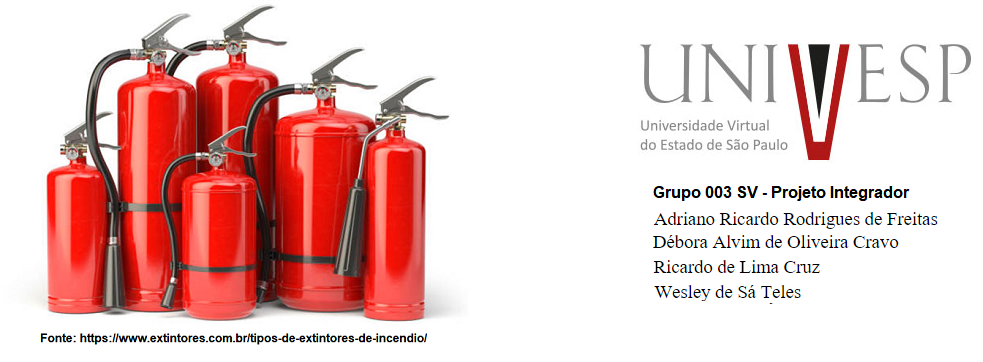 UNIVESP
Universidade Virtual
do Estado de São Paulo
Grupo 003 SV - Projeto Integrador
Adriano Ricardo Rodrigues de Freitas
Débora Alvim de Oliveira Cravo
Ricardo de Lima Cruz
Wesley de Sá Teles
Fonte: https://www.extintores.com.br/tipos-de-extintores-de-incendio/